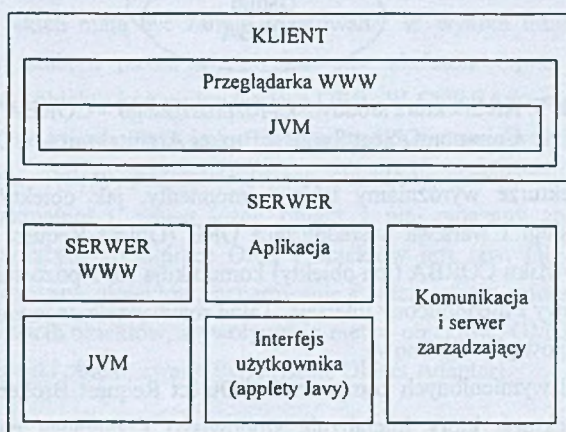 KLIENT
Przeglądarka WWW
JVM
SERWER
SERWER
WWW
Aplikacja
JVM
Interfejs
użytkownika
(applety Javy)
Komunikacja
i serwer
zarządzający